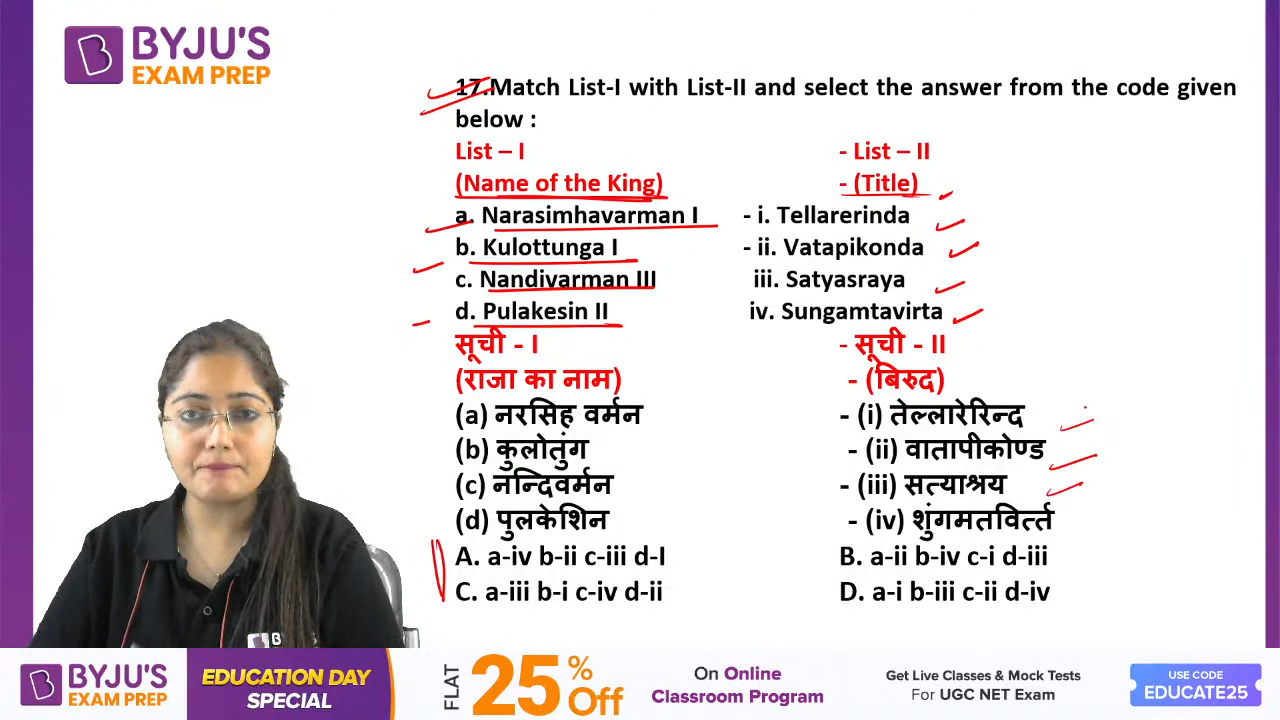 BYJU'S
EXAM PREP
17.Match List-I with List-II and select the answer from the code given
below :
List – I - List – II
(Name of the King) - (Title)
a. Narasimhavarman I - i. Tellarerinda
b. Kulottunga I - ii. Vatapikonda
c. Nandivarman III iii. Satyasraya
d. Pulakesin II iv. Sungamtavirta
सूची - I - सूची - II
(राजा का नाम) - (बिरुद)
(a) नरसिह वर्मन - (i) तेल्लारेरिन्द
(b) कुलोतुंग - (ii) वातापीकोण्ड
(c) नन्दिवर्मन - (iii) सत्याश्रय
(d) पुलकेशिन - (iv) शुंगमतविर्त्त
A. a-iv b-ii c-iii d-I B. a-ii b-iv c-i d-iii
C. a-iii b-i c-iv d-ii D. a-i b-iii c-ii d-iv
BYJU'S
EXAM PREP
EDUCATION DAY
SPECIAL
FLAT
25%
Off
On Online
Classroom Program
Get Live Classes & Mock Tests
For UGC NET Exam
USE CODE
EDUCATE25